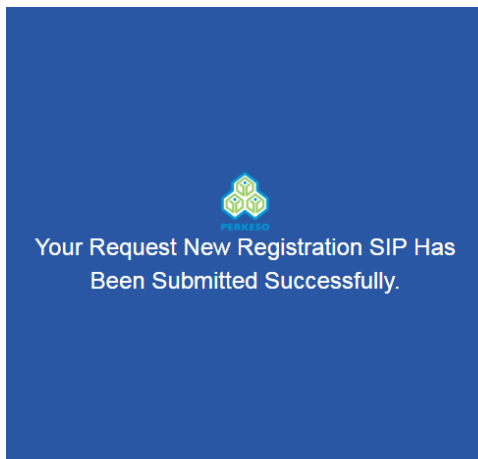 PERKESO
Your Request New Registration SIP Has
Been Submitted Successfully.